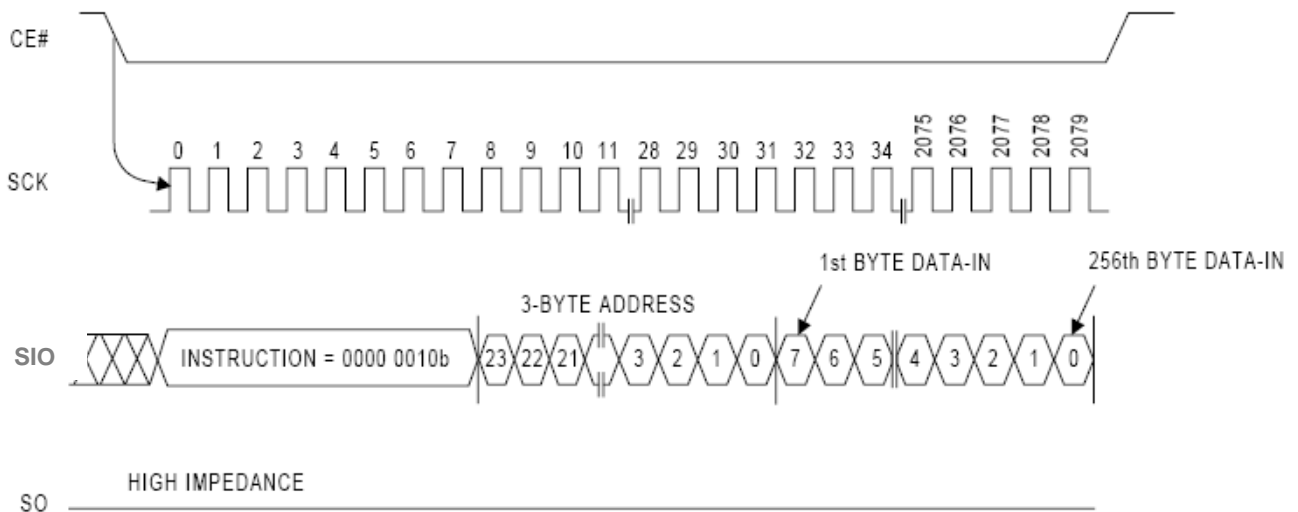 CE#
0 1 2 3 4 5 6 7 8 9 10 11 28 29 30 31 32 33 34 2075 2076 2077 2078 2079
SCK
1st BYTE DATA-IN 256th BYTE DATA-IN
3-BYTE ADDRESS
SIO INSTRUCTION = 0000 0010b 23 22 21 3 2 1 0 7 6 5 4 3 2 1 0
HIGH IMPEDANCE
SO